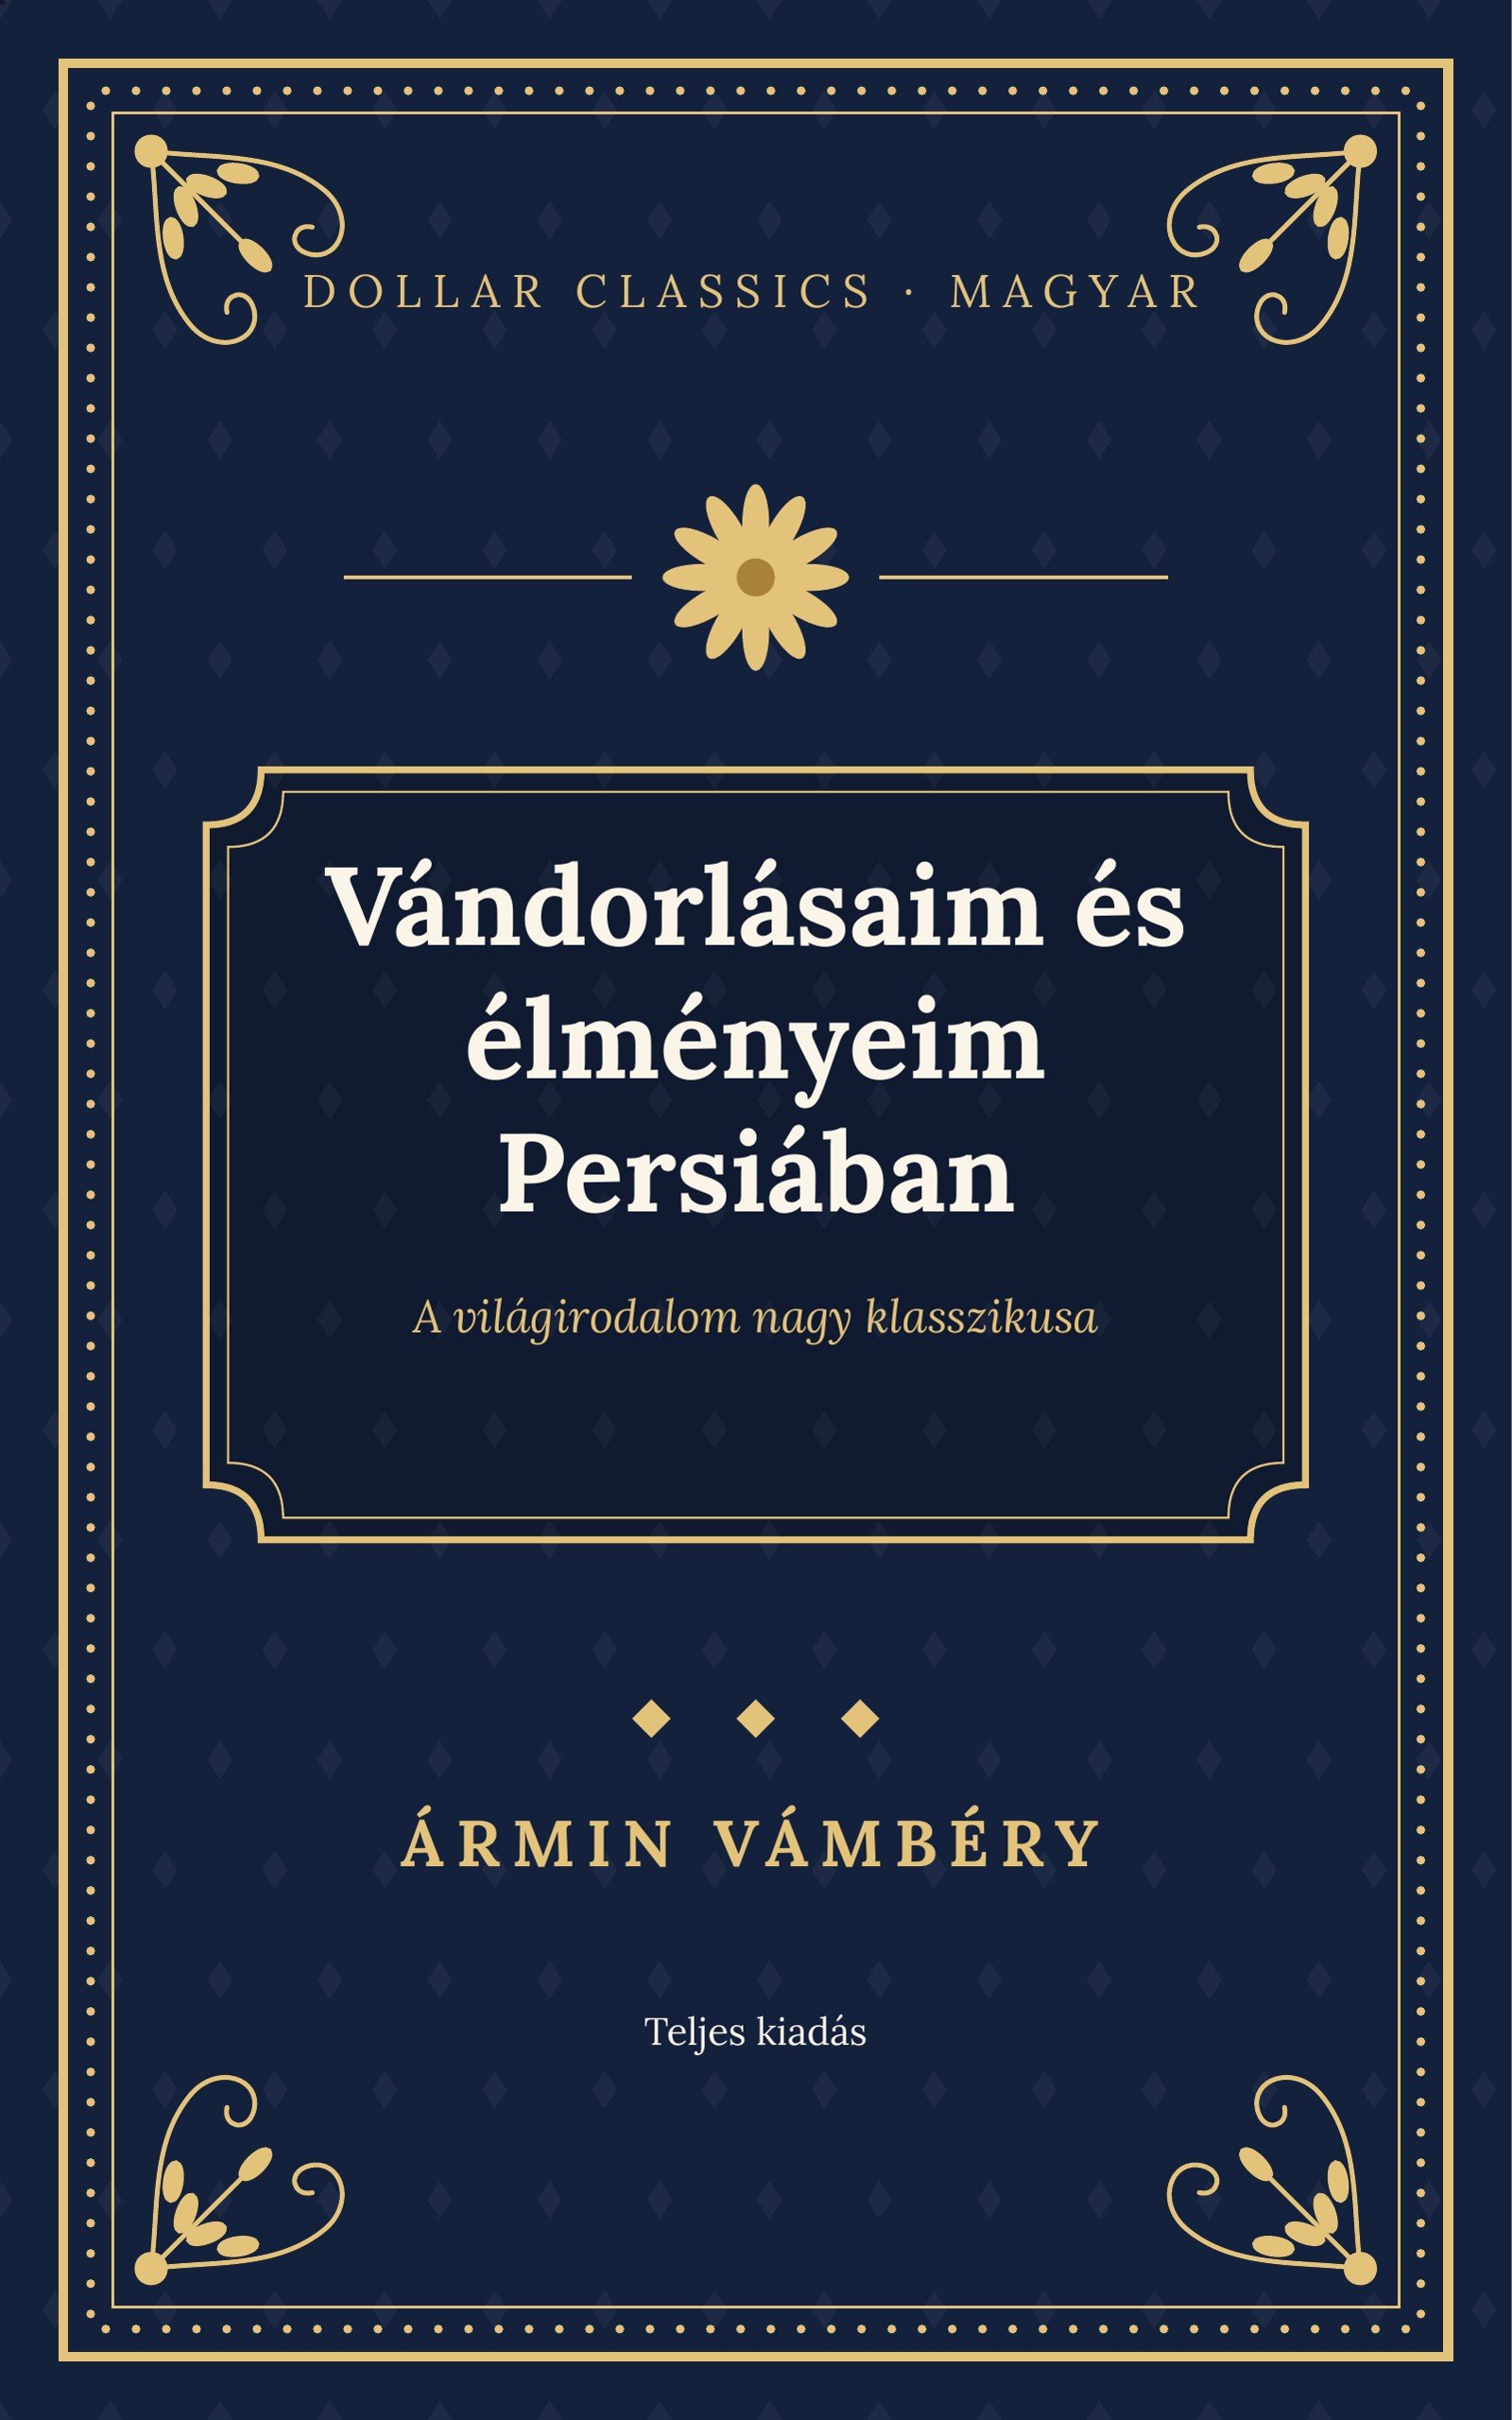 DOLLAR CLASSICS · MAGYAR
Vándorlásaim és
élményeim
Persiában
A világirodalom nagy klasszikusa
ÁRMIN VÁMBÉRY
Teljes kiadás